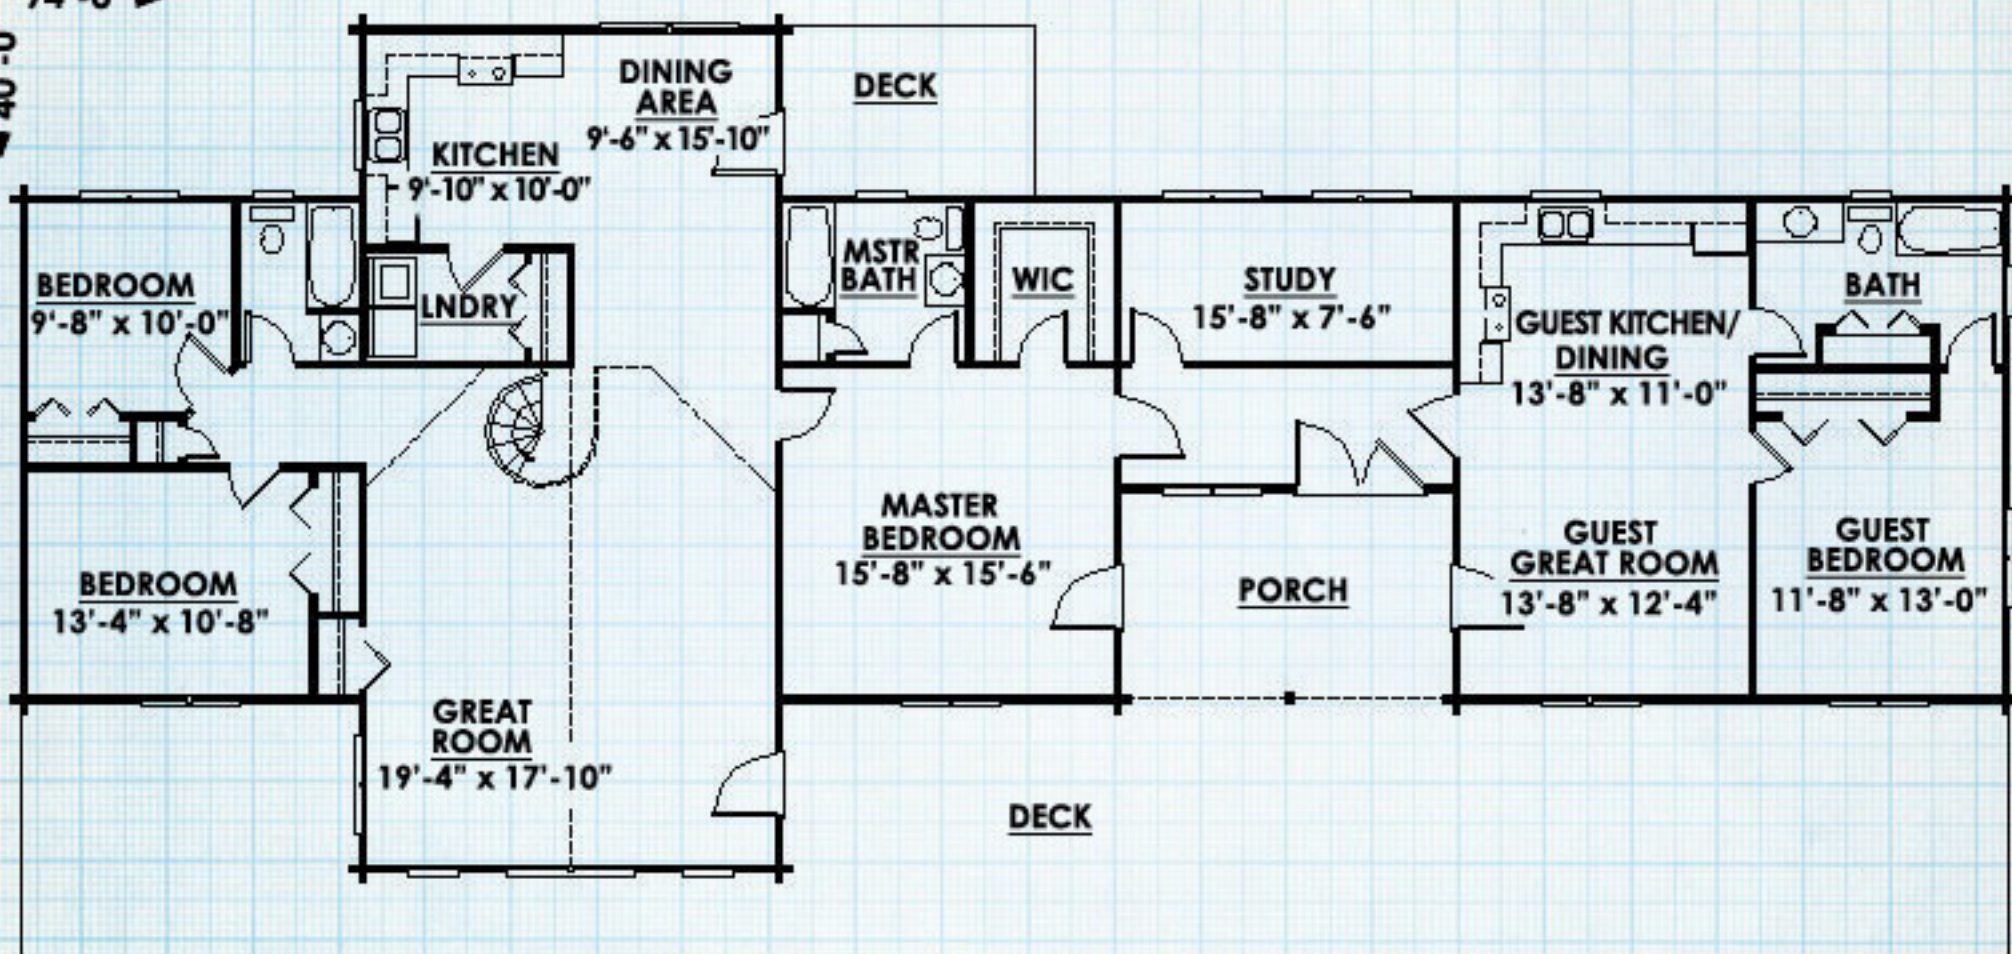 40'-0
DINING
AREA
9'-6" x 15'-10"
DECK
KITCHEN
9'-10" x 10'-0"
BEDROOM
9'-8" x 10'-0"
LNDRY
MSTR
BATH
WIC
STUDY
15'-8" x 7'-6"
GUEST KITCHEN/
DINING
13'-8" x 11'-0"
BATH
BEDROOM
13'-4" x 10'-8"
MASTER
BEDROOM
15'-8" x 15'-6"
PORCH
GUEST
GREAT ROOM
13'-8" x 12'-4"
GUEST
BEDROOM
11'-8" x 13'-0"
GREAT
ROOM
19'-4" x 17'-10"
DECK